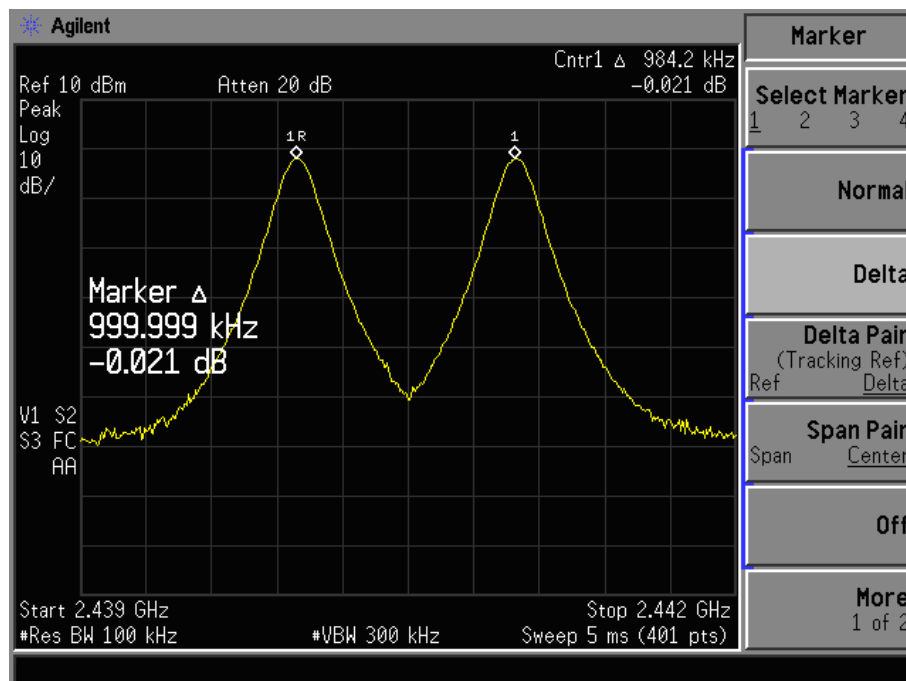 Agilent
Cntr1 Δ 984.2 kHz
Ref 10 dBm Atten 20 dB -0.021 dB
Peak
Log
10
dB/
1R 1
Marker Δ
999.999 kHz
-0.021 dB
V1 S2
S3 FC
AA
Start 2.439 GHz Stop 2.442 GHz
#Res BW 100 kHz #VBW 300 kHz Sweep 5 ms (401 pts)
Marker
Select Marker
1 2 3 4
Normal
Delta
Delta Pair
(Tracking Ref)
Ref Delta
Span Pair
Span Center
Off
More
1 of 2